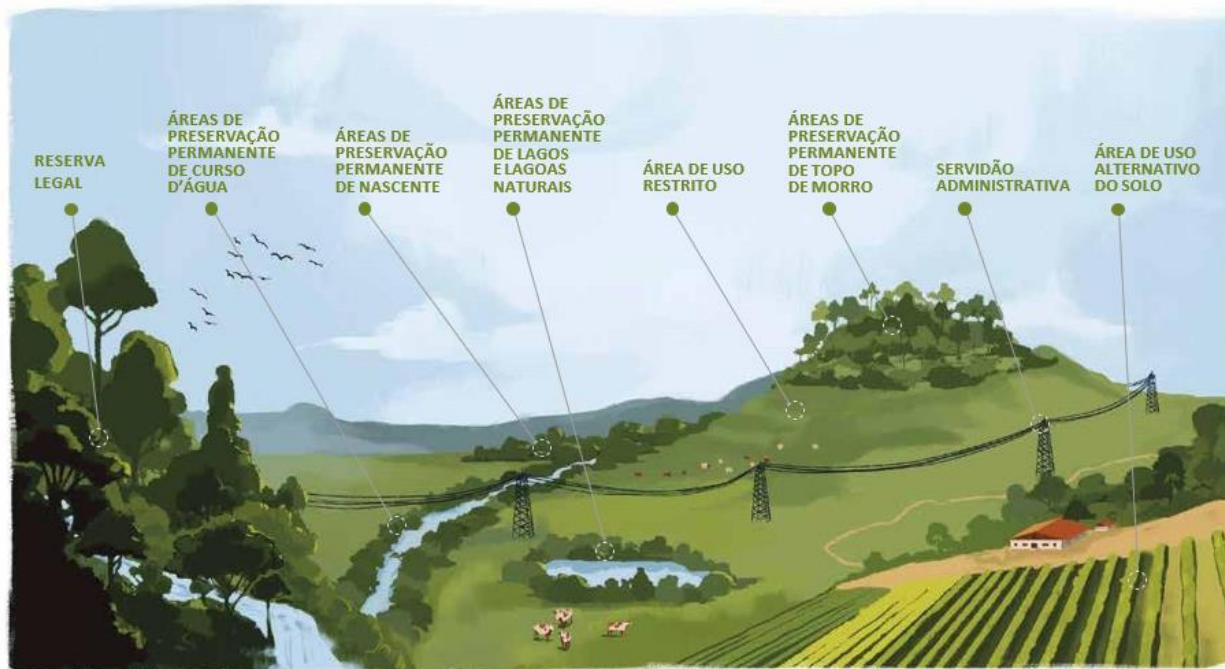 RESERVA
LEGAL
ÁREAS DE
PRESERVAÇÃO
PERMANENTE
DE CURSO
D'ÁGUA
ÁREAS DE
PRESERVAÇÃO
PERMANENTE
DE NASCENTE
ÁREAS DE
PRESERVAÇÃO
PERMANENTE
DE LAGOS
E LAGOAS
NATURAIS
ÁREA DE USO
RESTRITO
ÁREAS DE
PRESERVAÇÃO
PERMANENTE
DE TOPO
DE MORRO
SERVIDÃO
ADMINISTRATIVA
ÁREA DE USO
ALTERNATIVO
DO SOLO